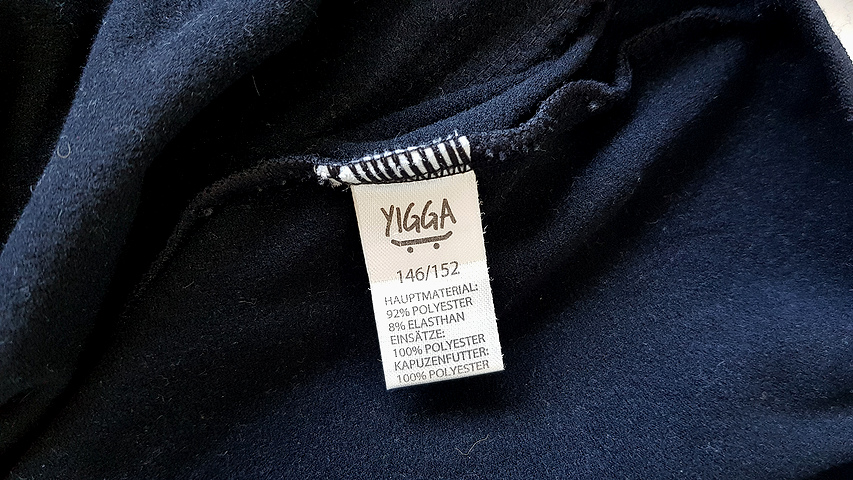 YIGGA
146/152
HAUPTMATERIAL:
92% POLYESTER
8% ELASTHAN
EINSÄTZE:
100% POLYESTER
KAPUZENFUTTER:
100% POLYESTER